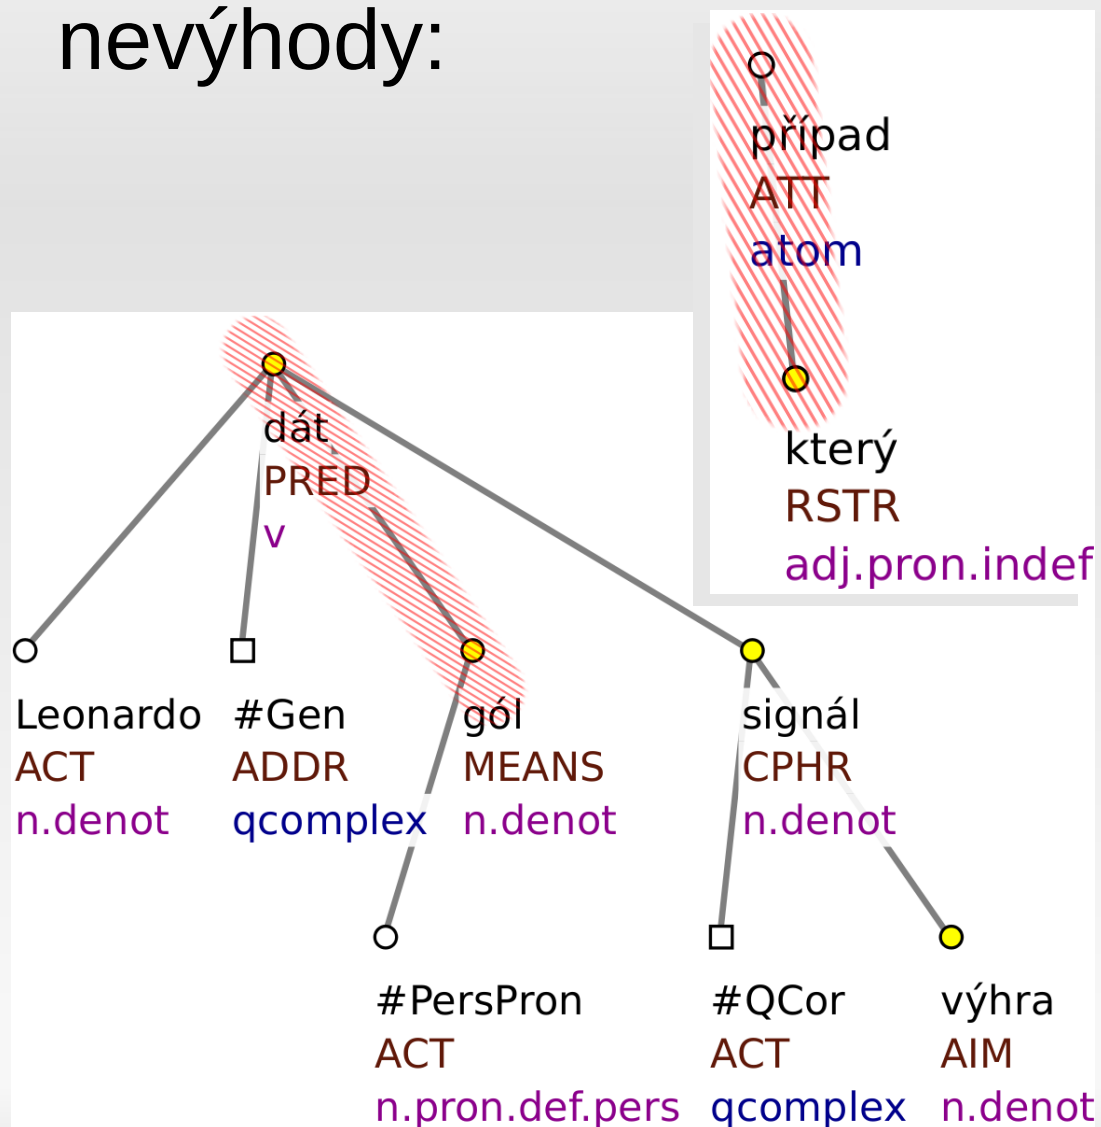 nevýhody:
případ
ATT
atom
který
RSTR
adj.pron.indef
dát
PRED
v
Leonardo #Gen gól signál
ACT ADDR MEANS CPHR
n.denot qcomplex n.denot n.denot
#PersPron #QCor výhra
ACT ACT AIM
n.pron.def.pers qcomplex n.denot